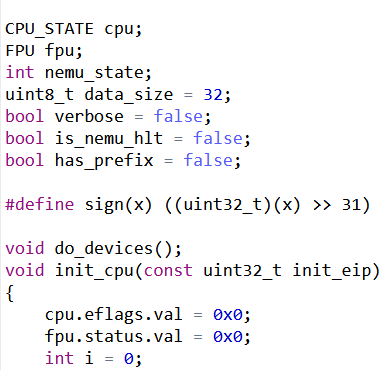 CPU_STATE cpu;
FPU fpu;
int nemu_state;
uint8_t data_size = 32;
bool verbose = false;
bool is_nemu_hlt = false;
bool has_prefix = false;
#define sign(x) ((uint32_t)(x) >> 31)
void do_devices();
void init_cpu(const uint32_t init_eip)
{
    cpu.eflags.val = 0x0;
    fpu.status.val = 0x0;
    int i = 0;